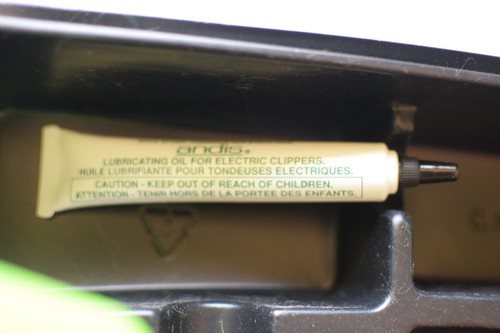 andis®
LUBRICATING OIL FOR ELECTRIC CLIPPERS.
HUILE LUBRIFIANTE POUR TONDEUSES ELECTRIQUES.
CAUTION - KEEP OUT OF REACH OF CHILDREN.
ATTENTION - TENIR HORS DE LA PORTEE DES ENFANTS.